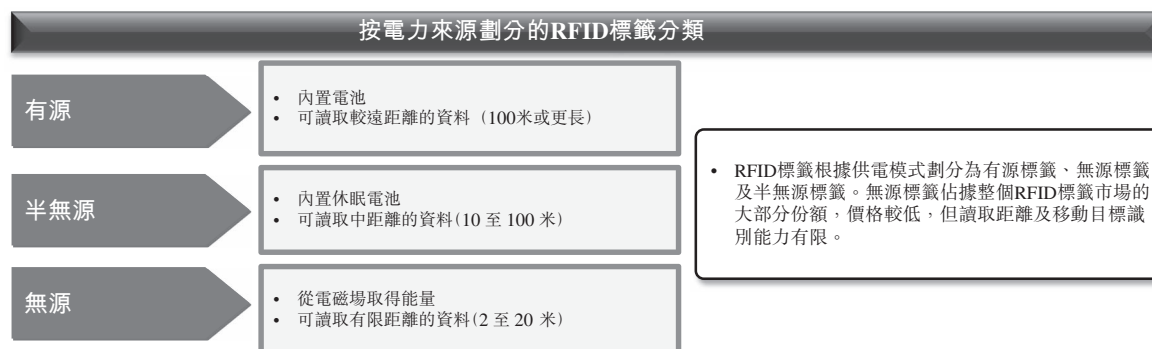 按電力來源劃分的RFID標籤分類
有源
• 內置電池
• 可讀取較遠距離的資料（100米或更長）
半無源
• 內置休眠電池
• 可讀取中距離的資料(10 至 100 米)
無源
• 從電磁場取得能量
• 可讀取有限距離的資料(2 至 20 米)
• RFID標籤根據供電模式劃分為有源標籤、無源標籤
及半無源標籤。無源標籤佔據整個RFID標籤市場的
大部分份額，價格較低，但讀取距離及移動目標識
別能力有限。